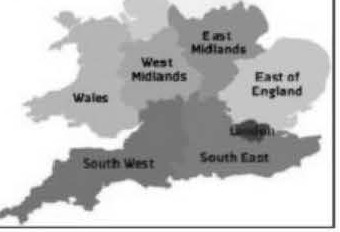 East
Midlands
West
Midlands
East of
England
Wales
London
South West
South East